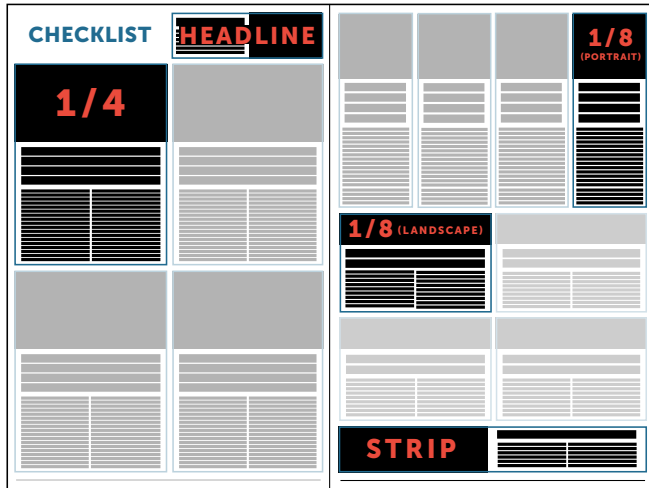 CHECKLIST
HEADLINE
1/4
1/8
(PORTRAIT)
1/8 (LANDSCAPE)
STRIP